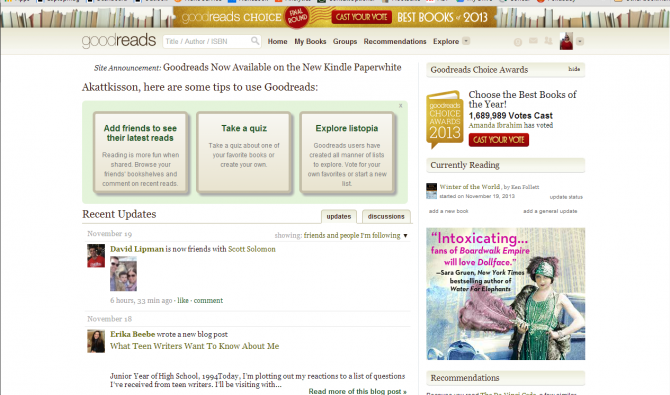 goodreads CHOICE FINAL ROUND CAST YOUR VOTE BEST BOOKS of 2013
goodreads Title / Author / ISBN Home My Books Groups Recommendations Explore
Site Announcement: Goodreads Now Available on the New Kindle Paperwhite
Akattkisson, here are some tips to use Goodreads:
x
Add friends to see
their latest reads
Reading is more fun when
shared. Browse your
friends' bookshelves and
comment on recent reads.
Take a quiz
Take a quiz about one of
your favorite books or
create your own.
Explore listopia
Goodreads users have
created all manner of lists
to explore. Vote for your
own favorites or start a new
list.
Recent Updates updates discussions
November 19 showing: friends and people I'm following ▼
David Lipman is now friends with Scott Solomon
6 hours, 33 min ago · like · comment
November 18
Erika Beebe wrote a new blog post
What Teen Writers Want To Know About Me
Junior Year of High School, 1994Today, I'm plotting out my reactions to a list of questions
I've received from teen writers. I'll be visiting with...
Read more of this blog post »
Goodreads Choice Awards hide
goodreads
CHOICE
AWARDS
2013
Choose the Best Books of
the Year!
1,689,989 Votes Cast
Amanda Ibrahim has voted
CAST YOUR VOTE
Currently Reading
Winter of the World, by Ken Follett
started on November 19, 2013 update status
add a new book add a general update
“Intoxicating...
fans of Boardwalk Empire
will love Dollface.”
—Sara Gruen, New York Times
bestselling author of
Water For Elephants
Recommendations